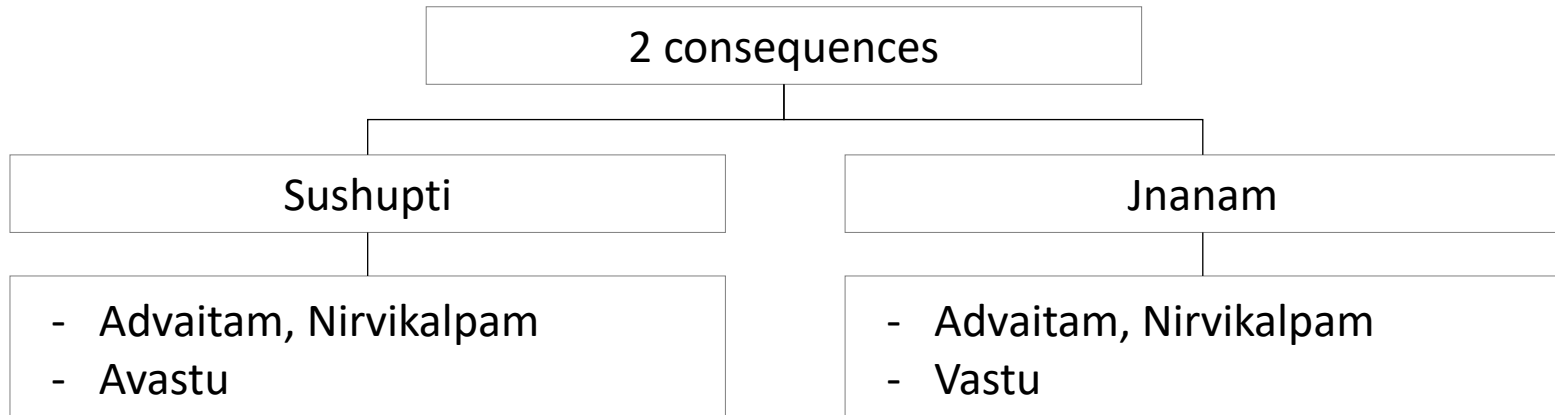 2 consequences
Sushupti
Jnanam
- Advaitam, Nirvikalpam
- Avastu
- Advaitam, Nirvikalpam
- Vastu